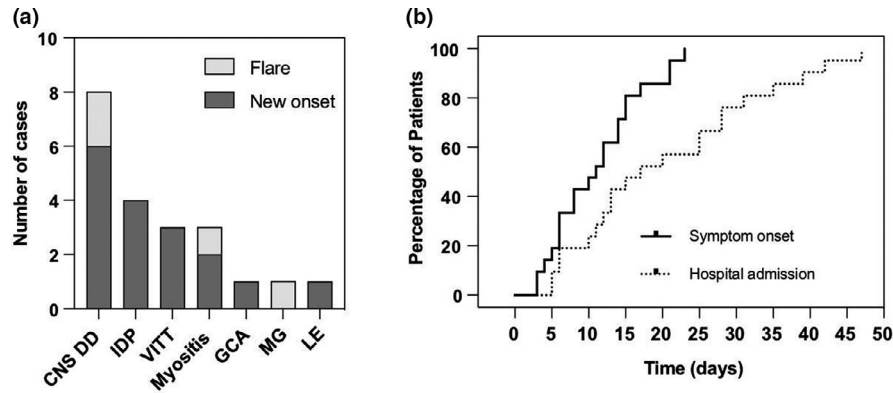 (a)
10
8
6
4
2
0
Number of cases
Flare
New onset
CNS DD
IDP
VITT
Myositis
GCA
MG
LE
(b)
100
80
60
40
20
0
Percentage of Patients
Symptom onset
Hospital admission
0 5 10 15 20 25 30 35 40 45 50
Time (days)